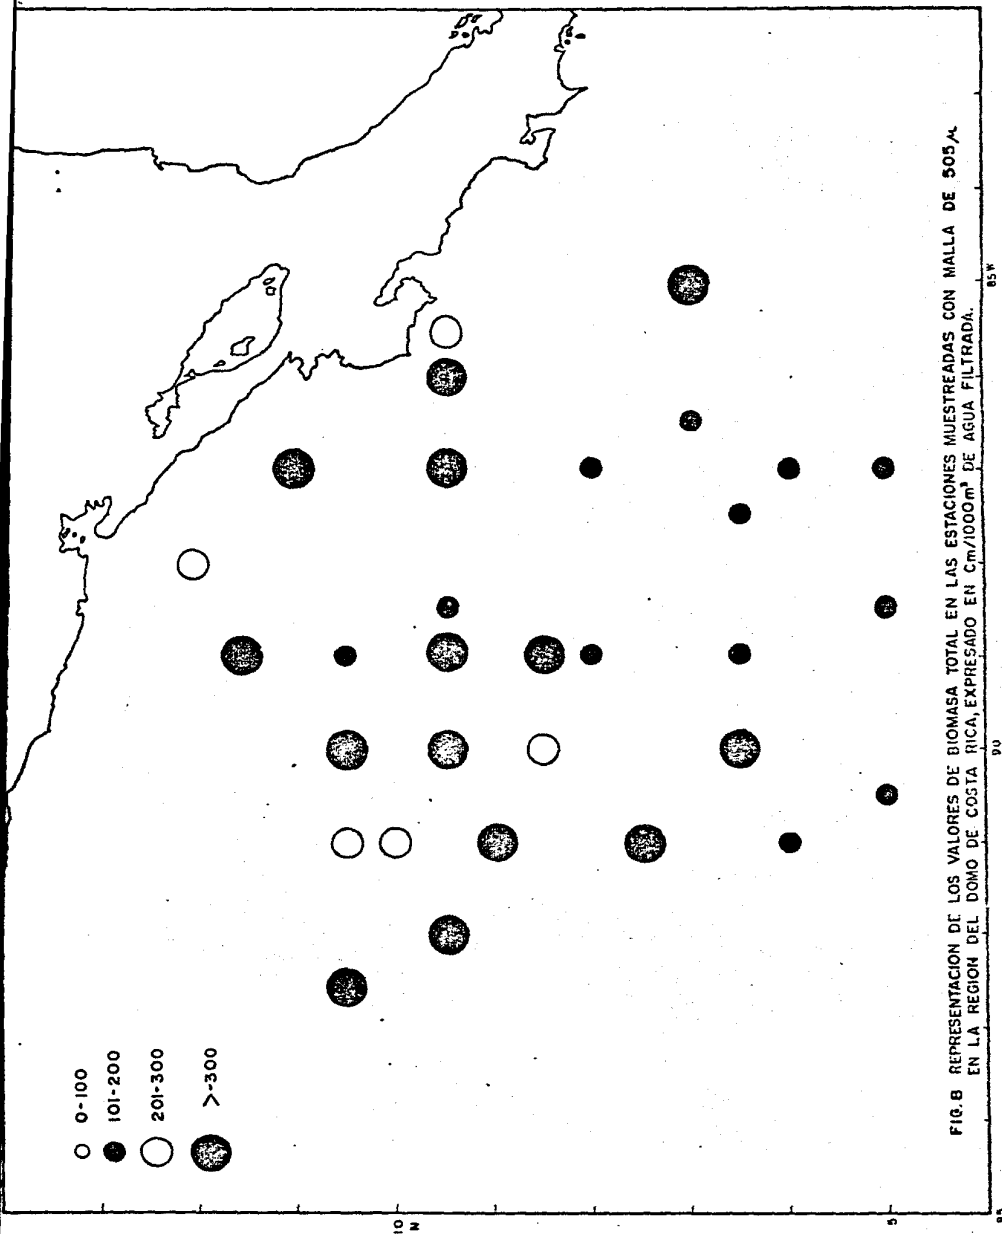 0-100
101-200
201-300
>-300
10
N
5
95
90
85 W
FIG. 8 REPRESENTACION DE LOS VALORES DE BIOMASA TOTAL EN LAS ESTACIONES MUESTREADAS CON MALLA DE 505 µ
EN LA REGION DEL DOMO DE COSTA RICA, EXPRESADO EN Cm/1000m³ DE AGUA FILTRADA.